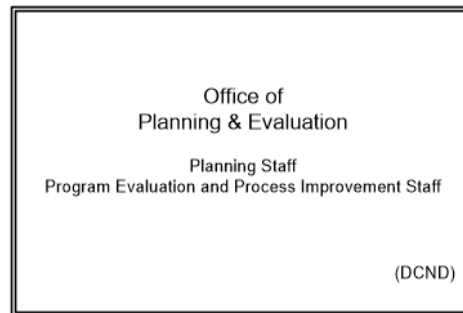 Office of
Planning & Evaluation
Planning Staff
Program Evaluation and Process Improvement Staff
(DCND)